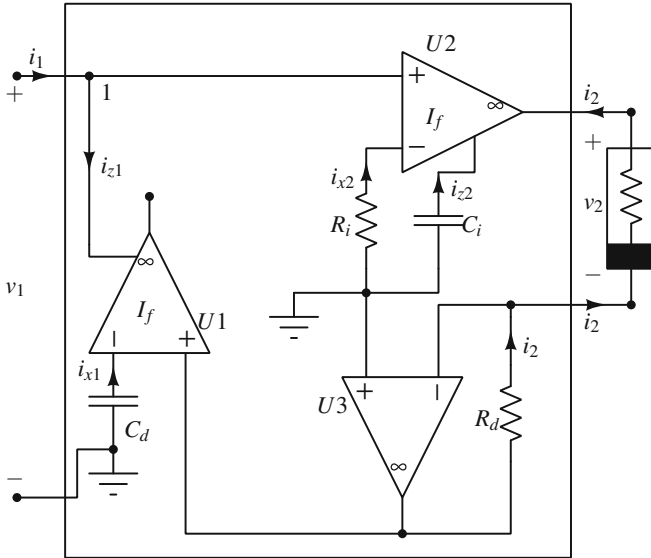 U2
i1
+
1
+
∞
i2
If
+
iz1
−
ix2
iz2
v2
Ri
Ci
∞
v1
−
If
U1
i2
−
+
ix1
i2
+
−
U3
Cd
Rd
−
∞